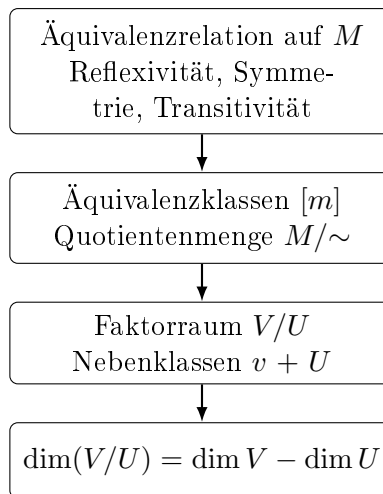 Äquivalenzrelation auf M
Reflexivität, Symme-
trie, Transitivität
Äquivalenzklassen [m]
Quotientenmenge M/∼
Faktorraum V/U
Nebenklassen v + U
dim(V/U) = dim V − dim U